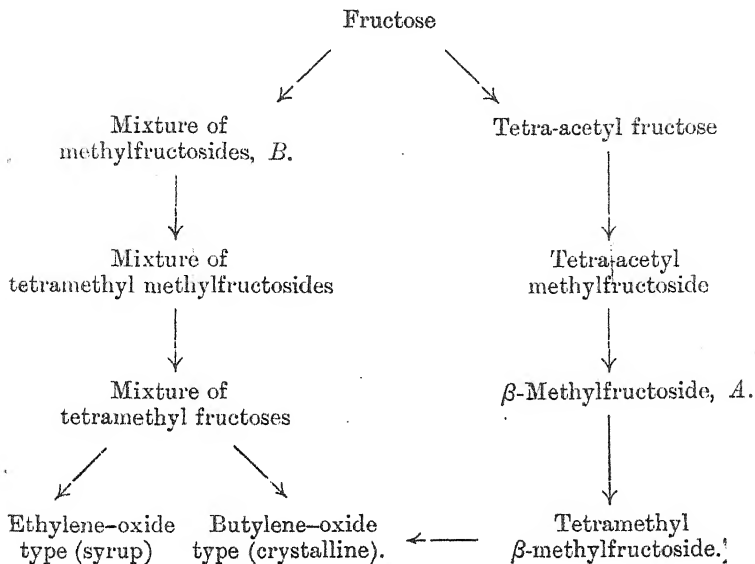 Fructose
Mixture of
methylfructosides, B.
Tetra-acetyl fructose
Mixture of
tetramethyl methylfructosides
Tetra-acetyl
methylfructoside
Mixture of
tetramethyl fructoses
β-Methylfructoside, A.
Ethylene-oxide
type (syrup)
Butylene-oxide
type (crystalline).
Tetramethyl
β-methylfructoside.